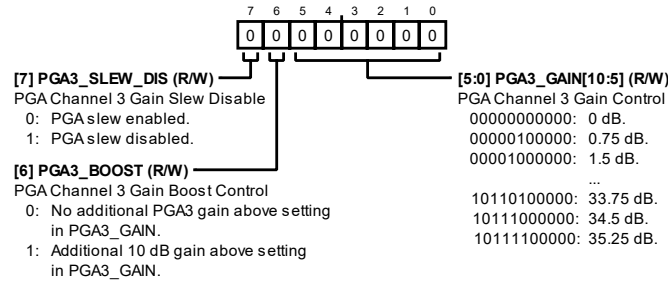 7 6 5 4 3 2 1 0
0 0 0 0 0 0 0 0
[7] PGA3_SLEW_DIS (R/W)
PGA Channel 3 Gain Slew Disable
0: PGA slew enabled.
1: PGA slew disabled.
[6] PGA3_BOOST (R/W)
PGA Channel 3 Gain Boost Control
0: No additional PGA3 gain above setting
in PGA3_GAIN.
1: Additional 10 dB gain above setting
in PGA3_GAIN.
[5:0] PGA3_GAIN[10:5] (R/W)
PGA Channel 3 Gain Control
00000000000: 0 dB.
00000100000: 0.75 dB.
00001000000: 1.5 dB.
...
10110100000: 33.75 dB.
10111000000: 34.5 dB.
10111100000: 35.25 dB.